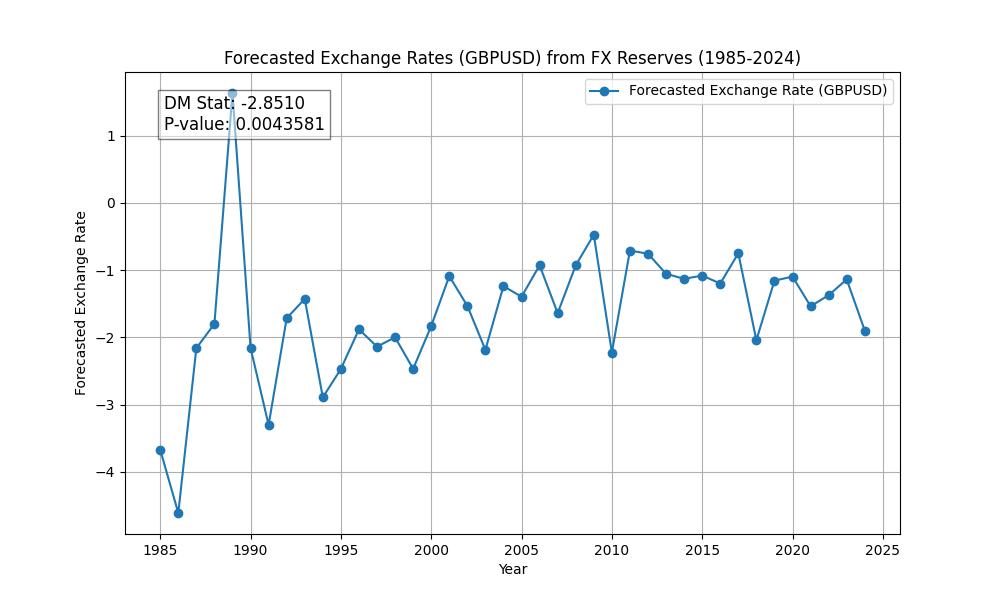 Forecasted Exchange Rates (GBPUSD) from FX Reserves (1985-2024)
DM Stat: -2.8510
P-value: 0.0043581
Forecasted Exchange Rate (GBPUSD)
Forecasted Exchange Rate
1
0
−1
−2
−3
−4
1985 1990 1995 2000 2005 2010 2015 2020 2025
Year